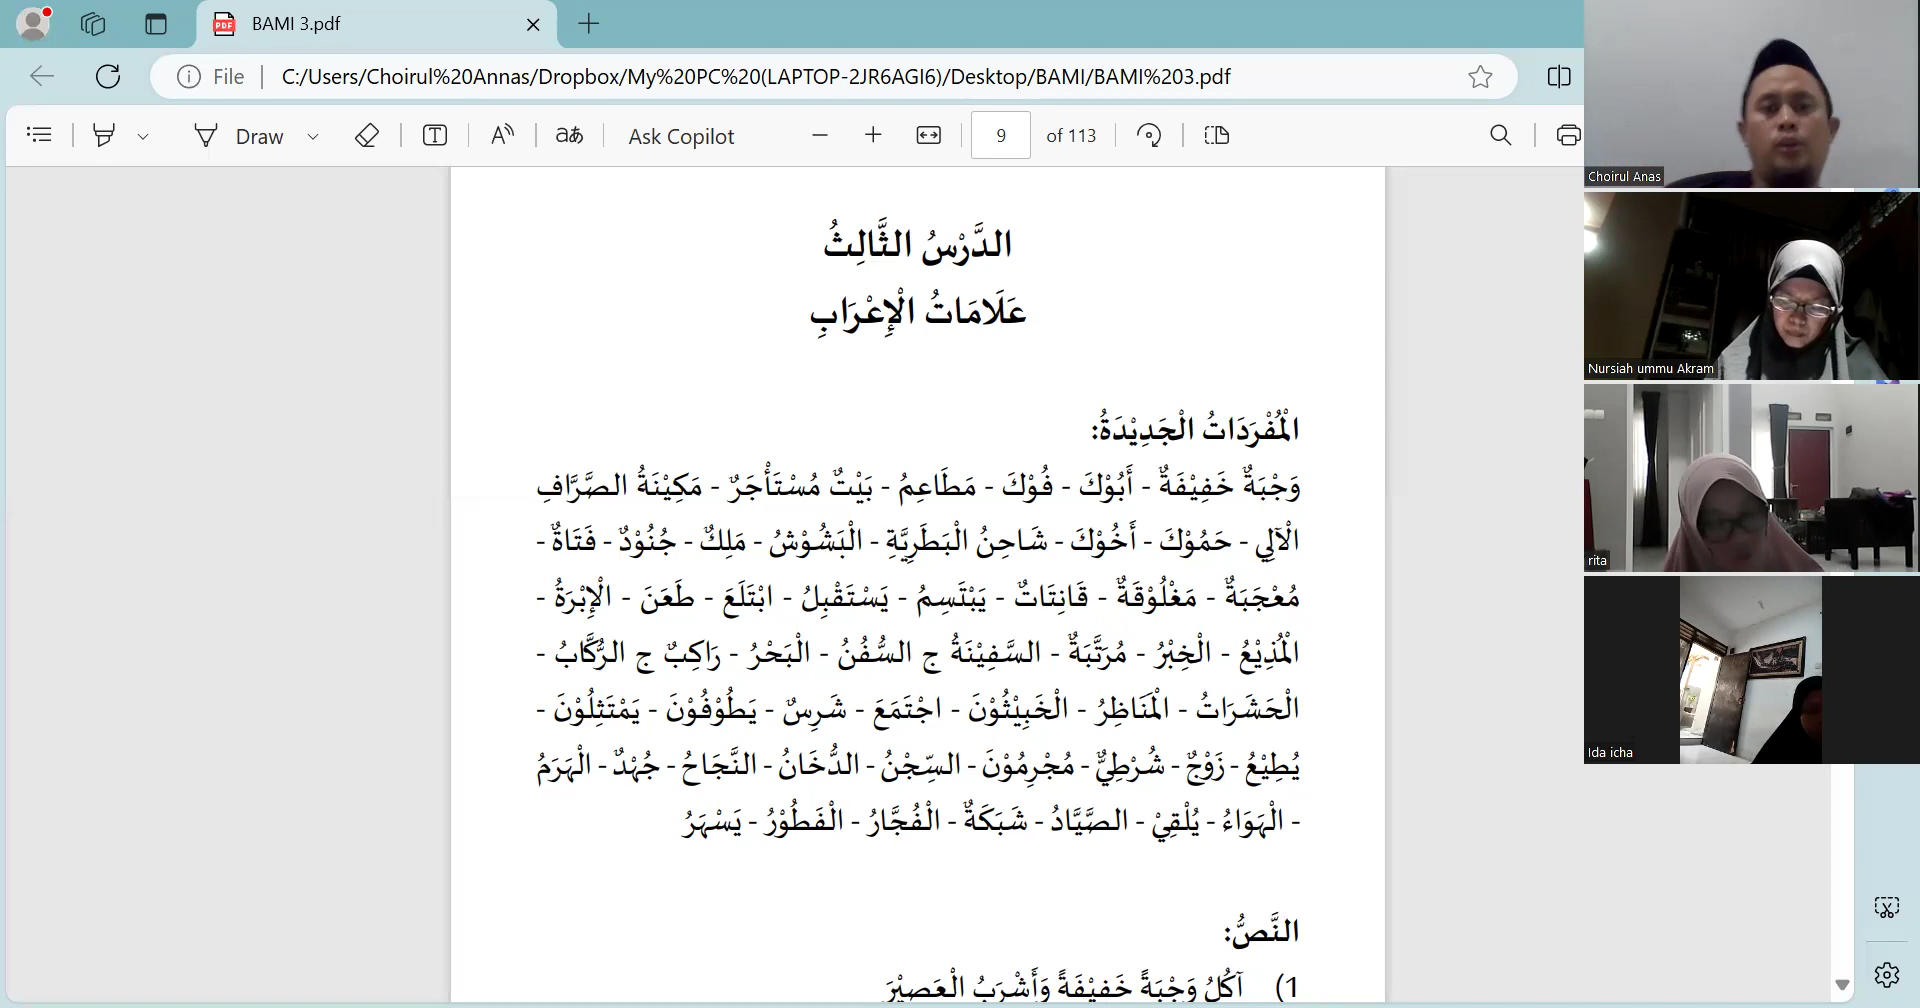 BAMI 3.pdf
File
C:/Users/Choirul%20Annas/Dropbox/My%20PC%20(LAPTOP-2JR6AGI6)/Desktop/BAMI/BAMI%203.pdf
Draw
Ask Copilot
9 of 113
الدَّرْسُ الثَّالِثُ
عَلَامَاتُ الْإِعْرَابِ
الْمُفْرَدَاتُ الْجَدِيْدَةُ:
وَجْبَةٌ خَفِيْفَةٌ - أَبُوْكَ - فُوْكَ - مَطَاعِمُ - بَيْتٌ مُسْتَأْجَرٌ - مَكِيْنَةُ الصَّرَّافِ
الْآلِي - حَمُوْكَ - أَخُوْكَ - شَاحِنُ الْبَطَرِيَّةِ - الْبَشُوْشُ - مَلِكٌ - جُنُوْدٌ - فَتَاةٌ -
مُعْجَبَةٌ - مَغْلُوْقَةٌ - قَانِتَاتٌ - يَبْتَسِمُ - يَسْتَقْبِلُ - ابْتَلَعَ - طَعَنَ - الْإِبْرَةُ -
الْمُذِيْعُ - الْخِبْرُ - مُرَتَّبَةٌ - السَّفِيْنَةُ ج السُّفُنُ - الْبَحْرُ - رَاكِبٌ ج الرُّكَّابُ -
الْحَشَرَاتُ - الْمَنَاظِرُ - الْخَبِيْثُوْنَ - اجْتَمَعَ - شَرِسٌ - يَطُوْفُوْنَ - يَمْتَثِلُوْنَ -
يُطِيْعُ - زَوْجٌ - شُرْطِيٌّ - مُجْرِمُوْنَ - السِّجْنُ - الدُّخَانُ - النَّجَاحُ - جُهْدٌ - الْهَرَمُ
- الْهَوَاءُ - يُلْقِيْ - الصَّيَّادُ - شَبَكَةٌ - الْفُجَّارُ - الْفَطُوْرُ - يَسْهَرُ
النَّصُّ:
1) آكُلُ وَجْبَةً خَفِيْفَةً وَأَشْرَبُ الْعَصِيْرَ
Choirul Anas
Nursiah ummu Akram
rita
Ida icha